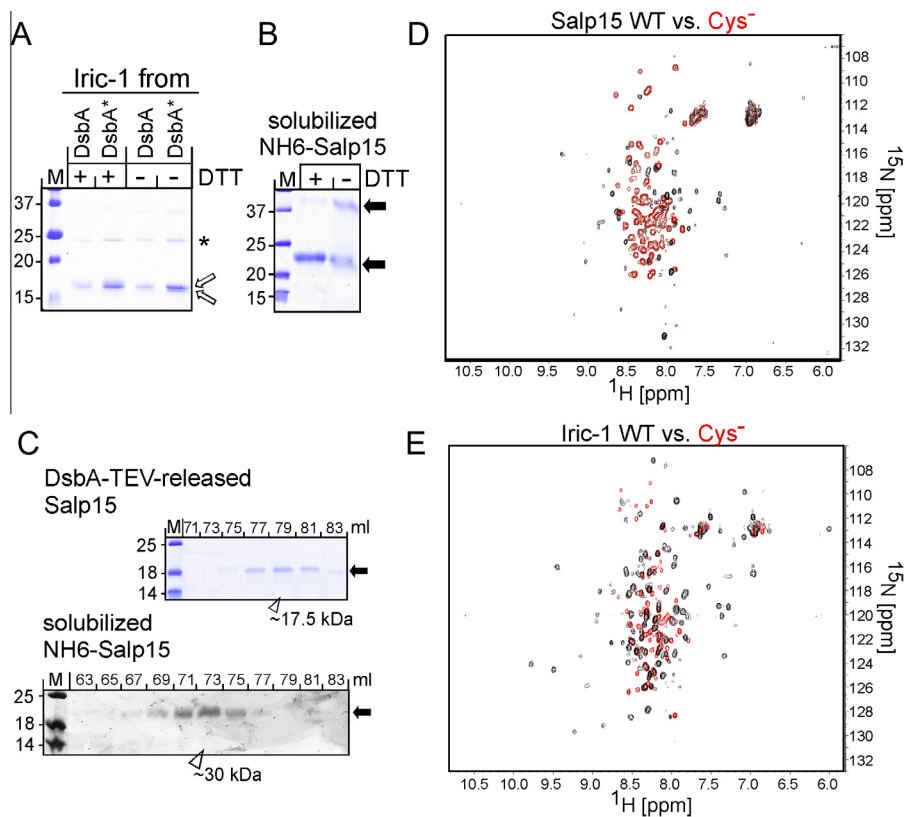 A
Iric-1 from
DsbA DsbA* DsbA DsbA*
M + + - - DTT
37
25
20
15
*
B
solubilized
NH6-Salp15
M + - DTT
37
25
20
15
C
DsbA-TEV-released
Salp15
M 71 73 75 77 79 81 83 ml
25
18
14
~17.5 kDa
solubilized
NH6-Salp15
M 63 65 67 69 71 73 75 77 79 81 83 ml
25
18
14
~30 kDa
D
Salp15 WT vs. Cys⁻
108
112
114
116
118
120
122
124
126
128
130
132
15N [ppm]
10.5 10.0 9.5 9.0 8.5 8.0 7.5 7.0 6.0
1H [ppm]
E
Iric-1 WT vs. Cys⁻
108
110
112
114
116
118
120
122
124
126
128
130
132
15N [ppm]
10.5 10.0 9.5 9.0 8.5 8.0 7.5 7.0 6.0
1H [ppm]